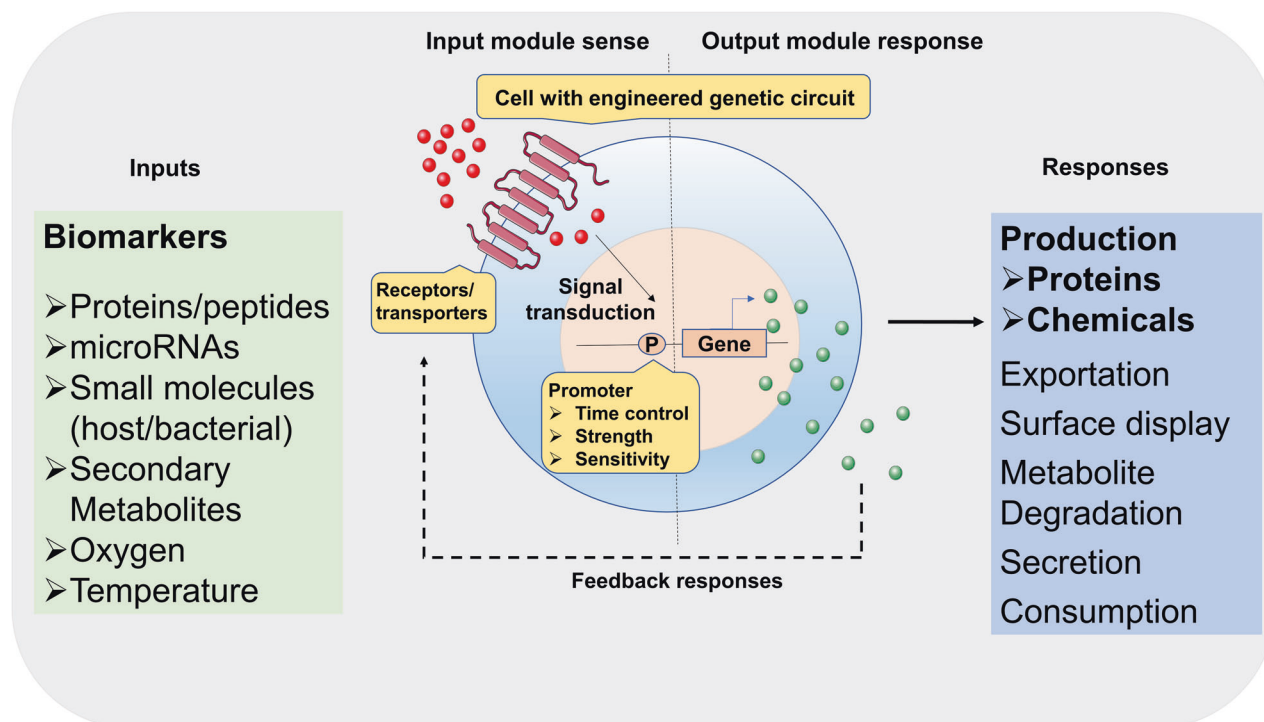 Input module sense
Output module response
Cell with engineered genetic circuit
Inputs
Biomarkers
➢Proteins/peptides
➢microRNAs
➢Small molecules
(host/bacterial)
➢Secondary
Metabolites
➢Oxygen
➢Temperature
Receptors/
transporters
Signal
transduction
P
Gene
Promoter
➢ Time control
➢ Strength
➢ Sensitivity
Feedback responses
Responses
Production
➢Proteins
➢Chemicals
Exportation
Surface display
Metabolite
Degradation
Secretion
Consumption